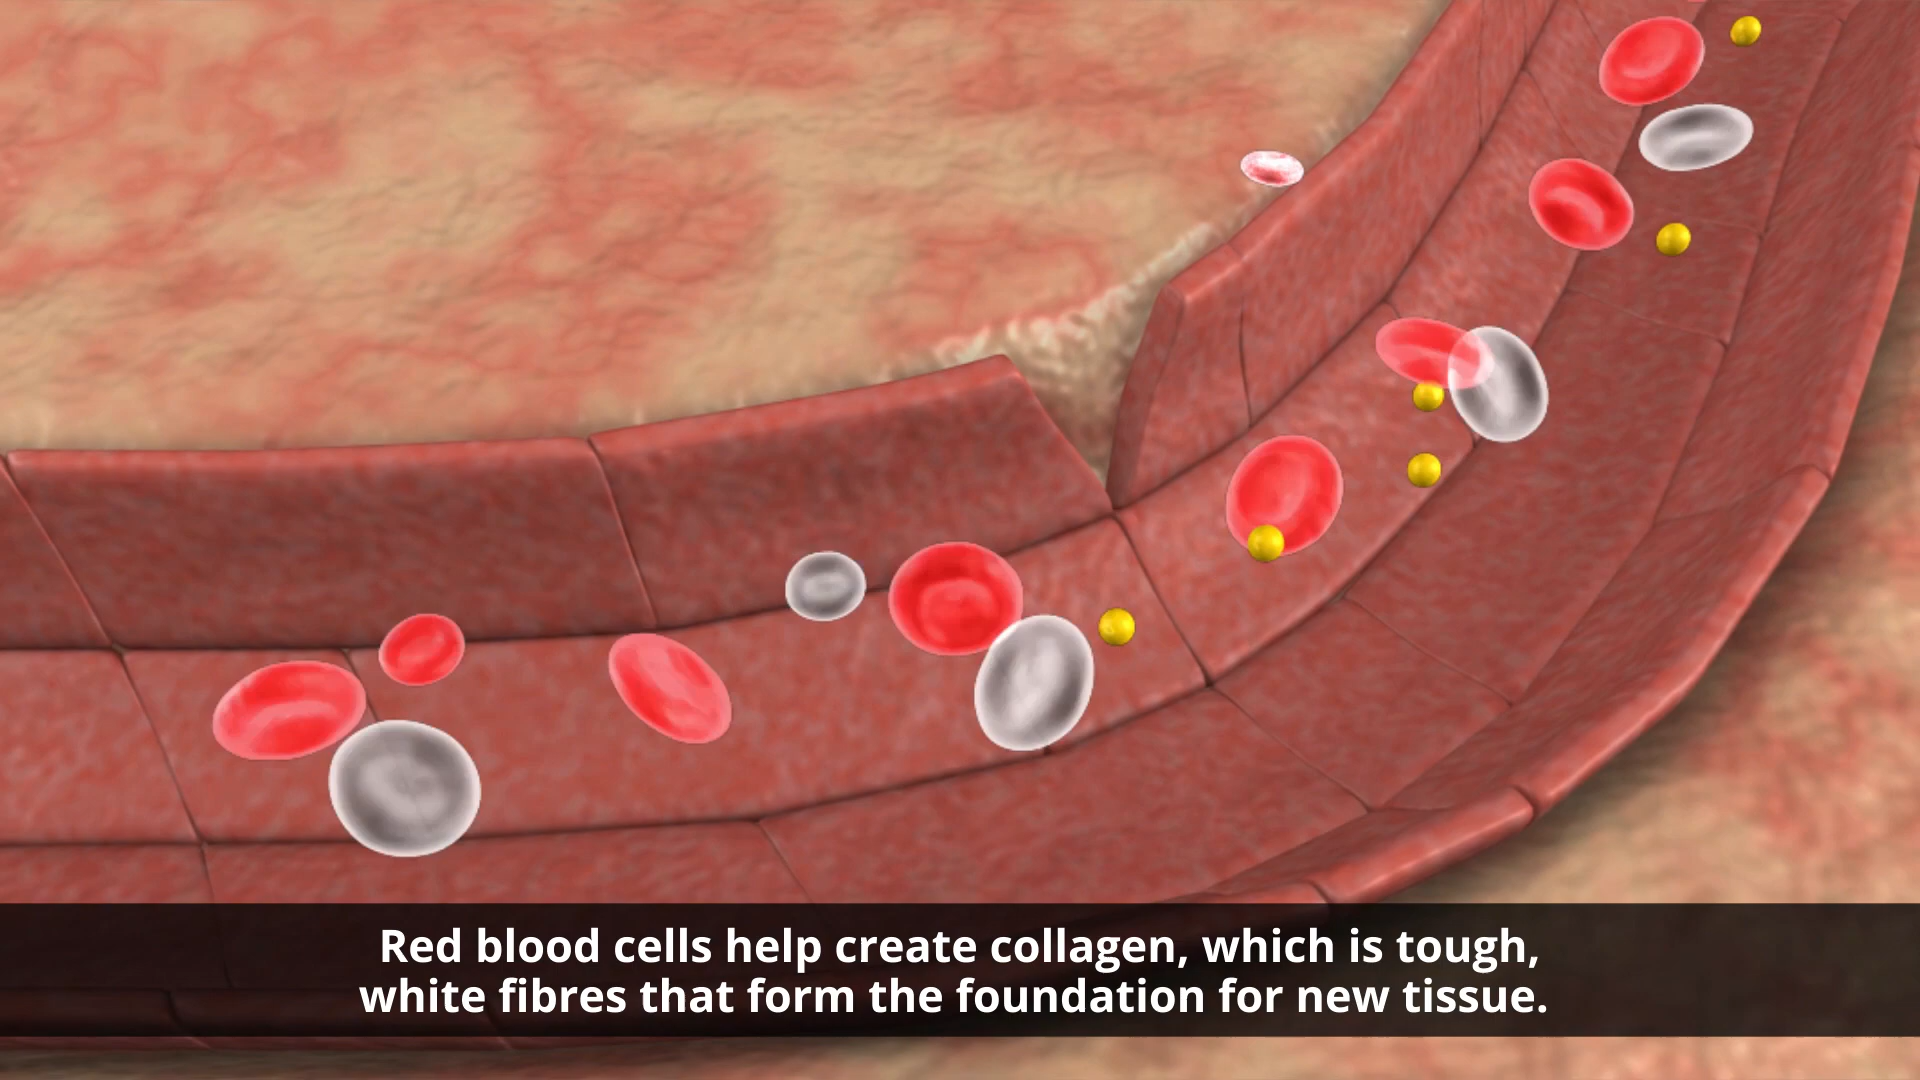 Red blood cells help create collagen, which is tough,
white fibres that form the foundation for new tissue.